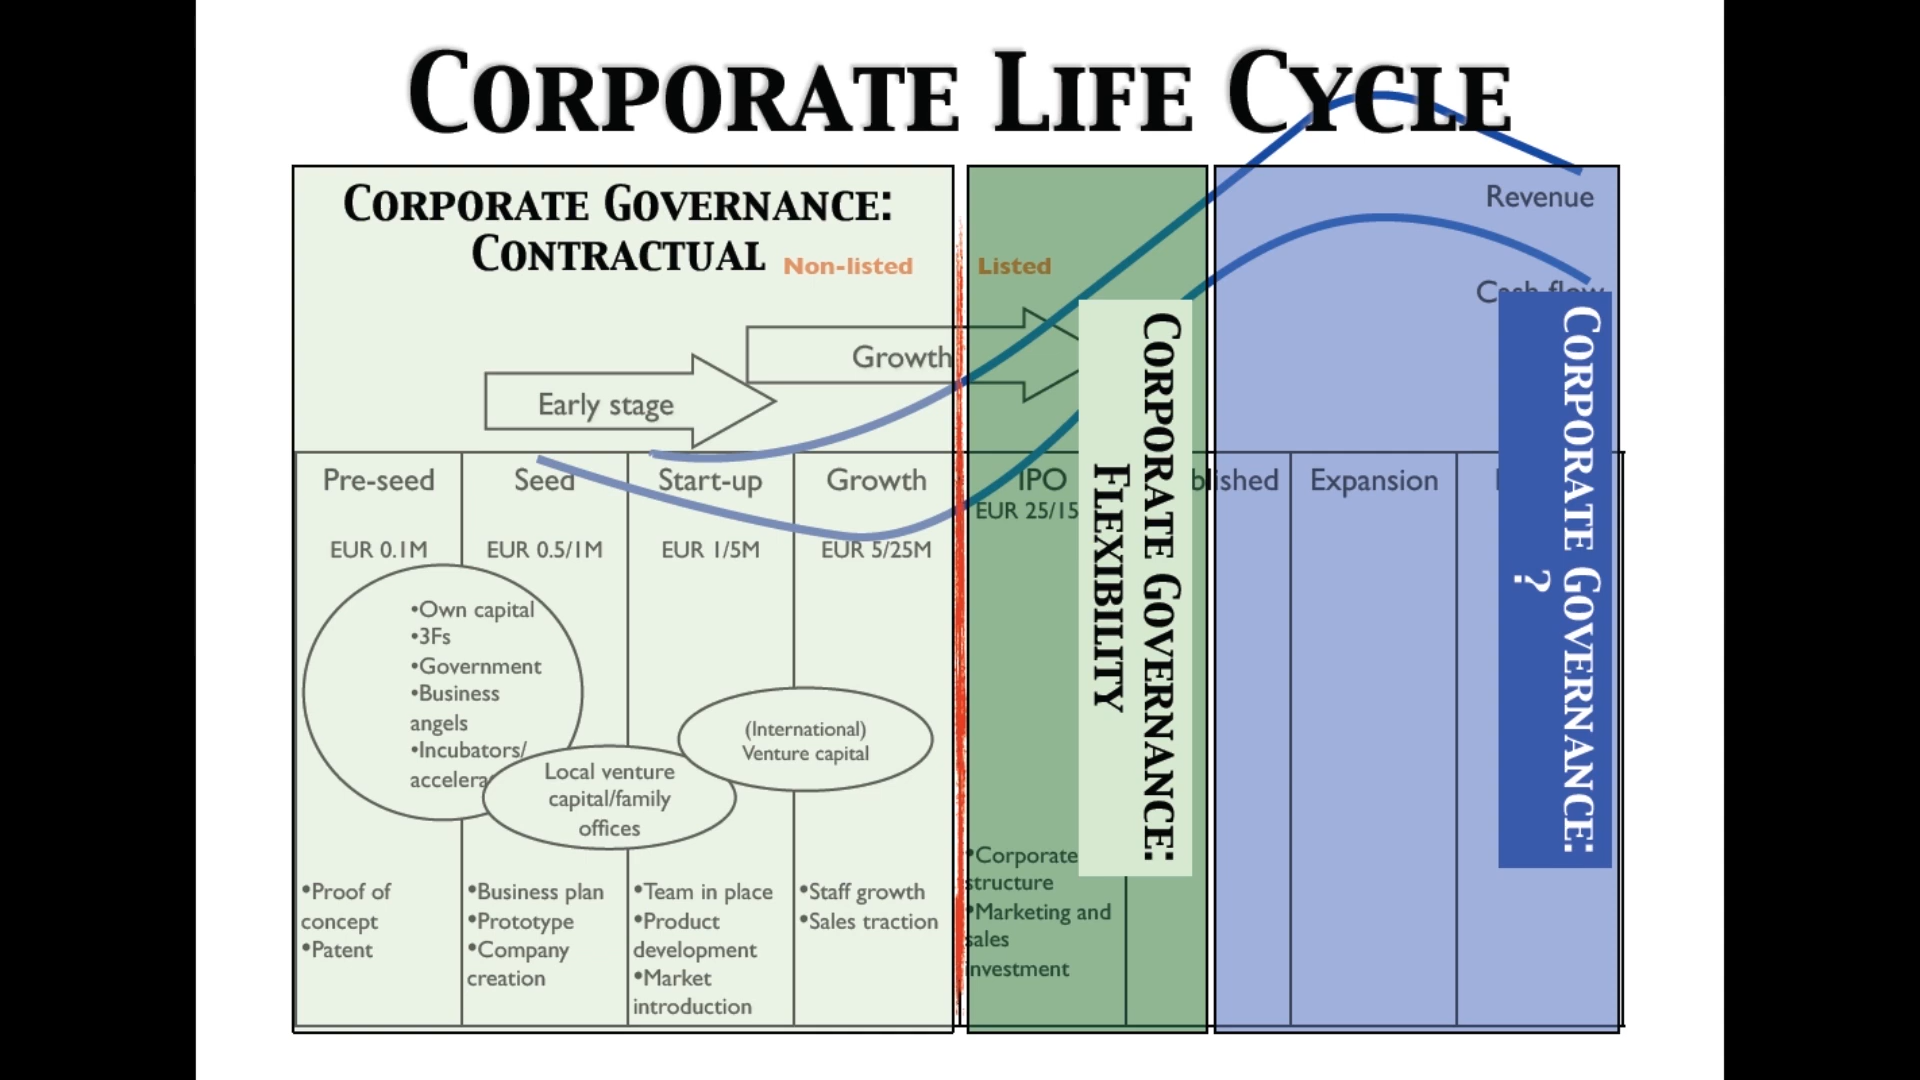 CORPORATE LIFE CYCLE
CORPORATE GOVERNANCE:
CONTRACTUAL
Non-listed
Listed
Revenue
Cash flow
Growth
Early stage
Pre-seed
EUR 0.1M
Seed
EUR 0.5/1M
Start-up
EUR 1/5M
Growth
EUR 5/25M
IPO
EUR 25/15
blished
Expansion
•Own capital
•3Fs
•Government
•Business
angels
•Incubators/
accelera
Local venture
capital/family
offices
(International)
Venture capital
•Proof of
concept
•Patent
•Business plan
•Prototype
•Company
creation
•Team in place
•Product
development
•Market
introduction
•Staff growth
•Sales traction
•Corporate
structure
•Marketing and
sales
investment
CORPORATE GOVERNANCE:
FLEXIBILITY
CORPORATE GOVERNANCE:
?